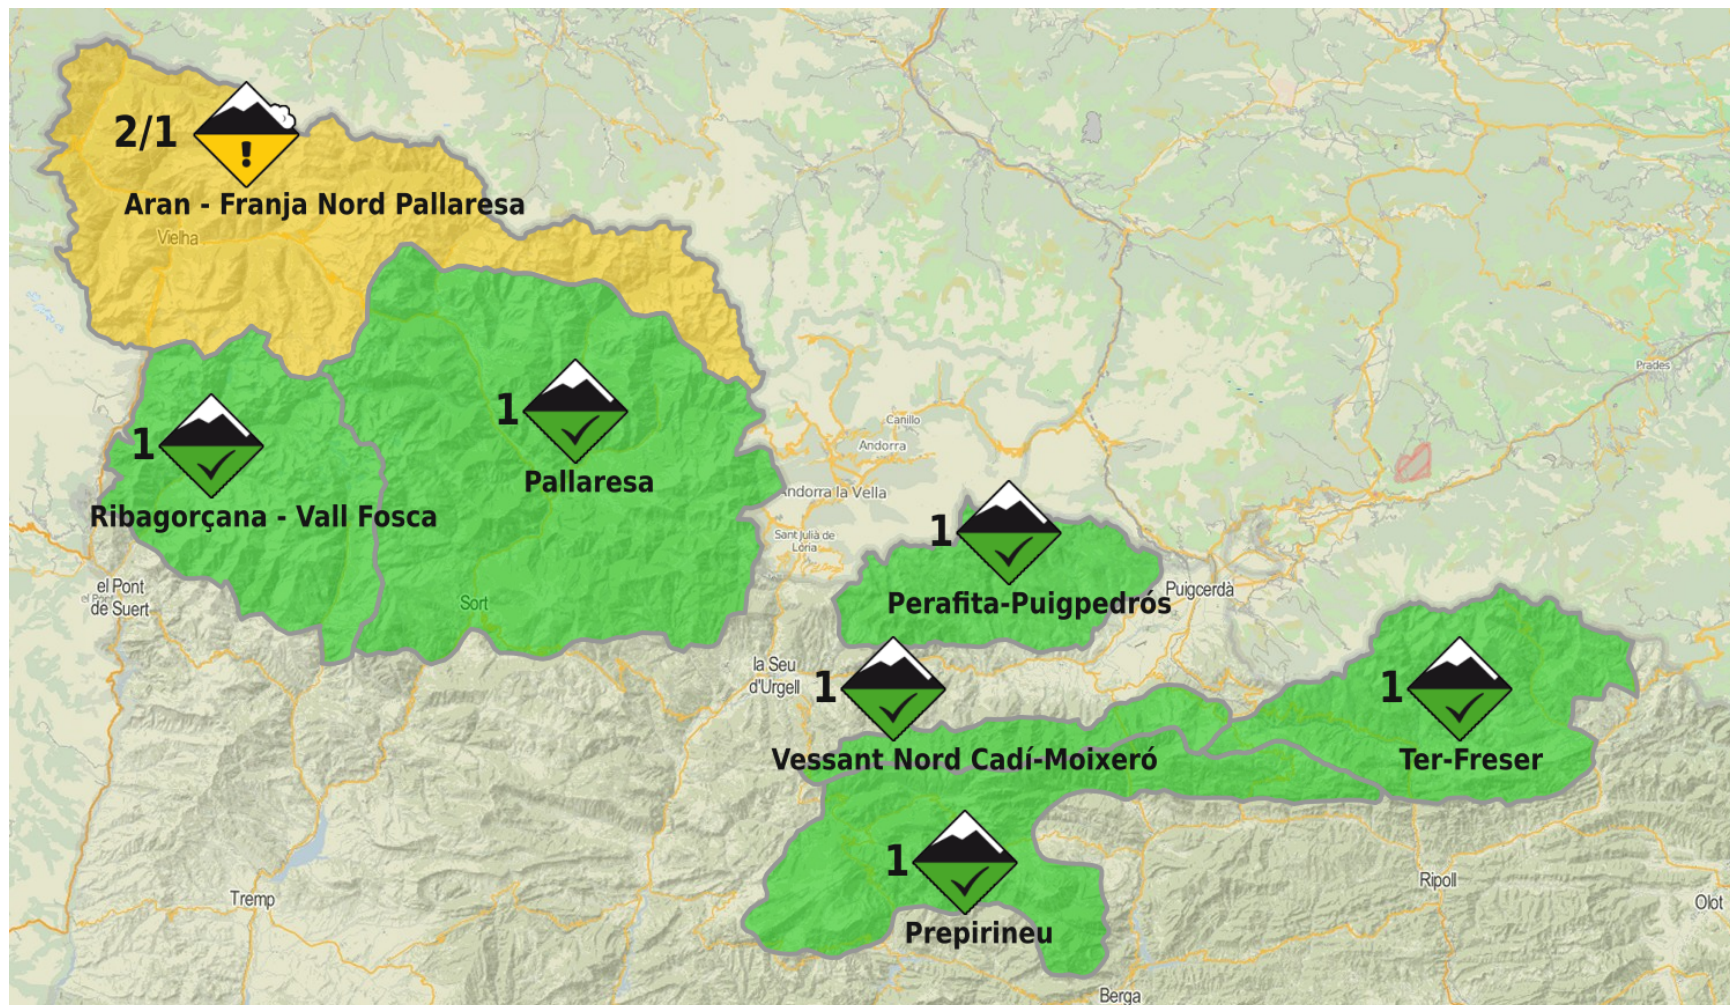 2/1
!
Aran - Franja Nord Pallaresa
Vielha
1
Pallaresa
1
Ribagorçana - Vall Fosca
Prades
Canillo
Andorra
Andorra la Vella
Sant Julià de
Lòria
1
Perafita-Puigpedrós
Puigcerdà
el Pont
de Suert
Sort
la Seu
d'Urgell
1
Vessant Nord Cadí-Moixeró
1
Ter-Freser
1
Prepirineu
Tremp
Ripoll
Olot
Berga